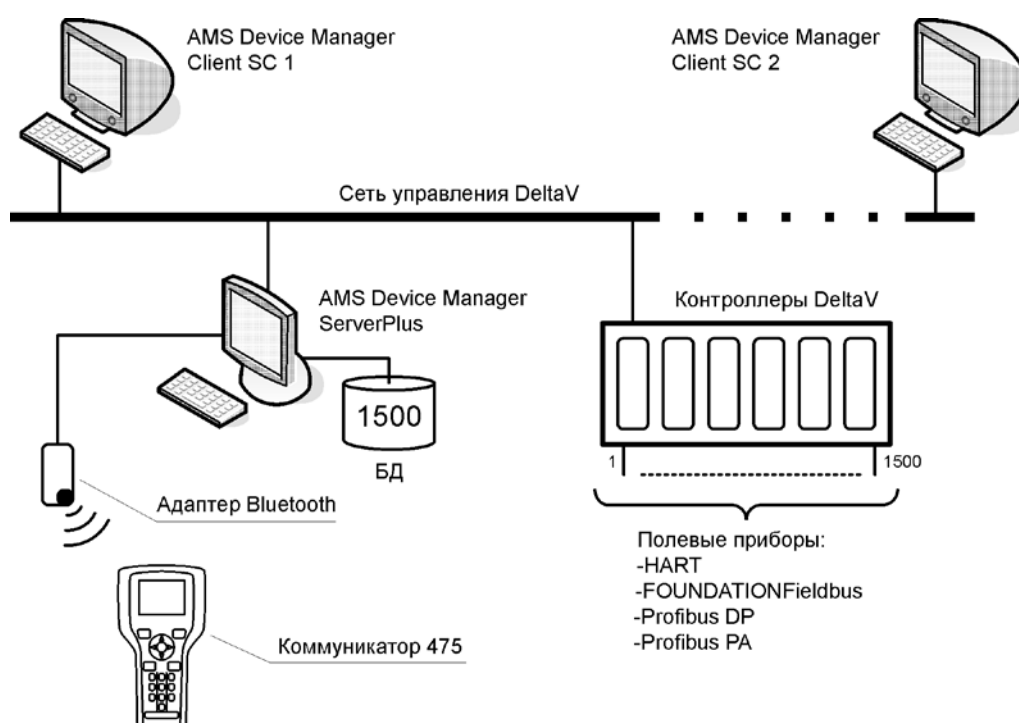 AMS Device Manager
Client SC 1
AMS Device Manager
Client SC 2
Сеть управления DeltaV
AMS Device Manager
ServerPlus
Контроллеры DeltaV
1500
БД
1
1500
Адаптер Bluetooth
Полевые приборы:
-HART
-FOUNDATIONFieldbus
-Profibus DP
-Profibus PA
Коммуникатор 475